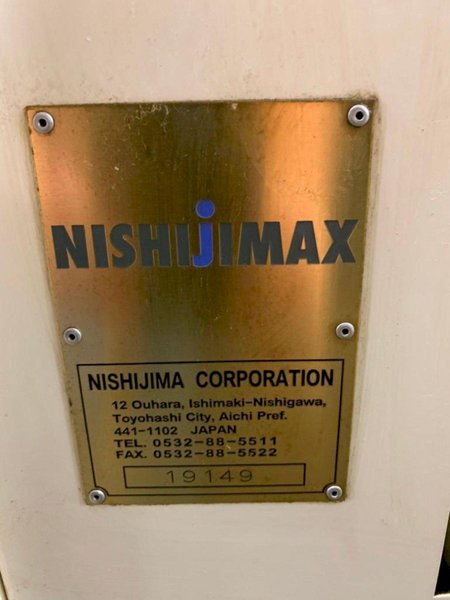 NISHIJIMAX
NISHIJIMA CORPORATION
12 Ouhara, Ishimaki-Nishigawa,
Toyohashi City, Aichi Pref.
441-1102 JAPAN
TEL. 0532-88-5511
FAX. 0532-88-5522
19149